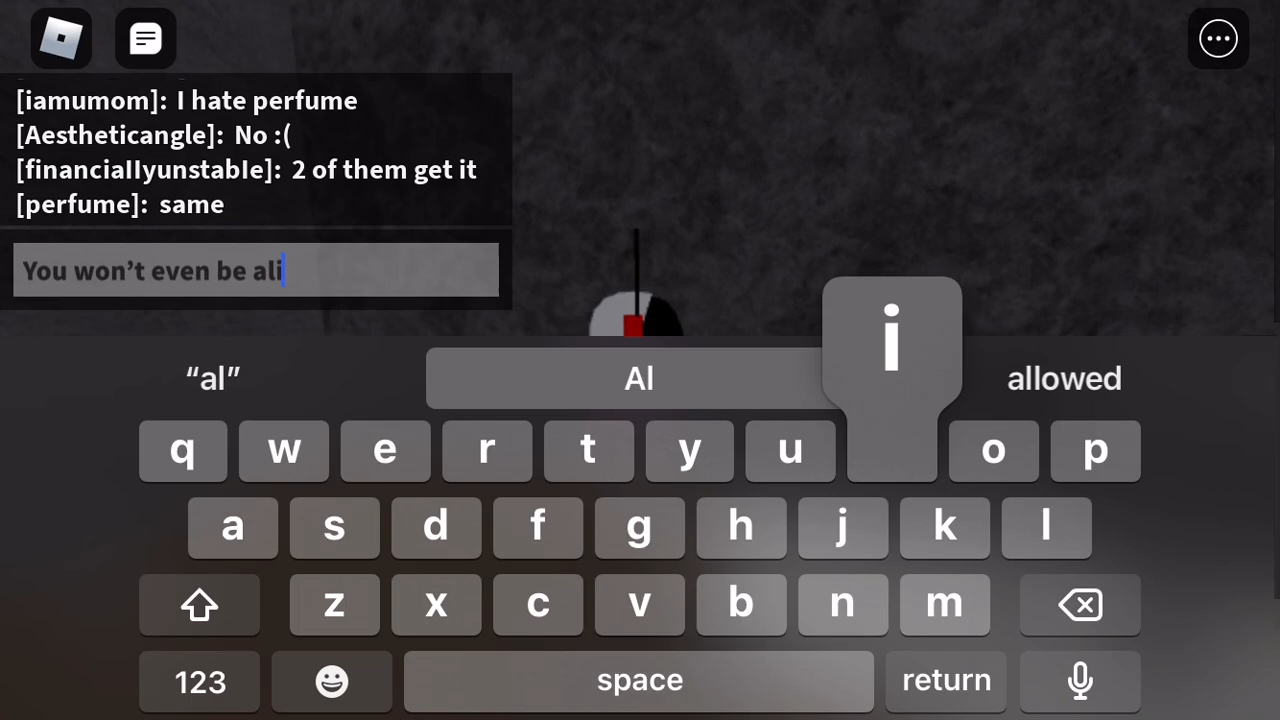 [iamumom]: I hate perfume
[Aestheticangle]: No :(
[financiaIIyunstabIe]: 2 of them get it
[perfume]: same
You won’t even be ali
“al” Al allowed
i
q w e r t y u o p
a s d f g h j k l
z x c v b n m
123 space return